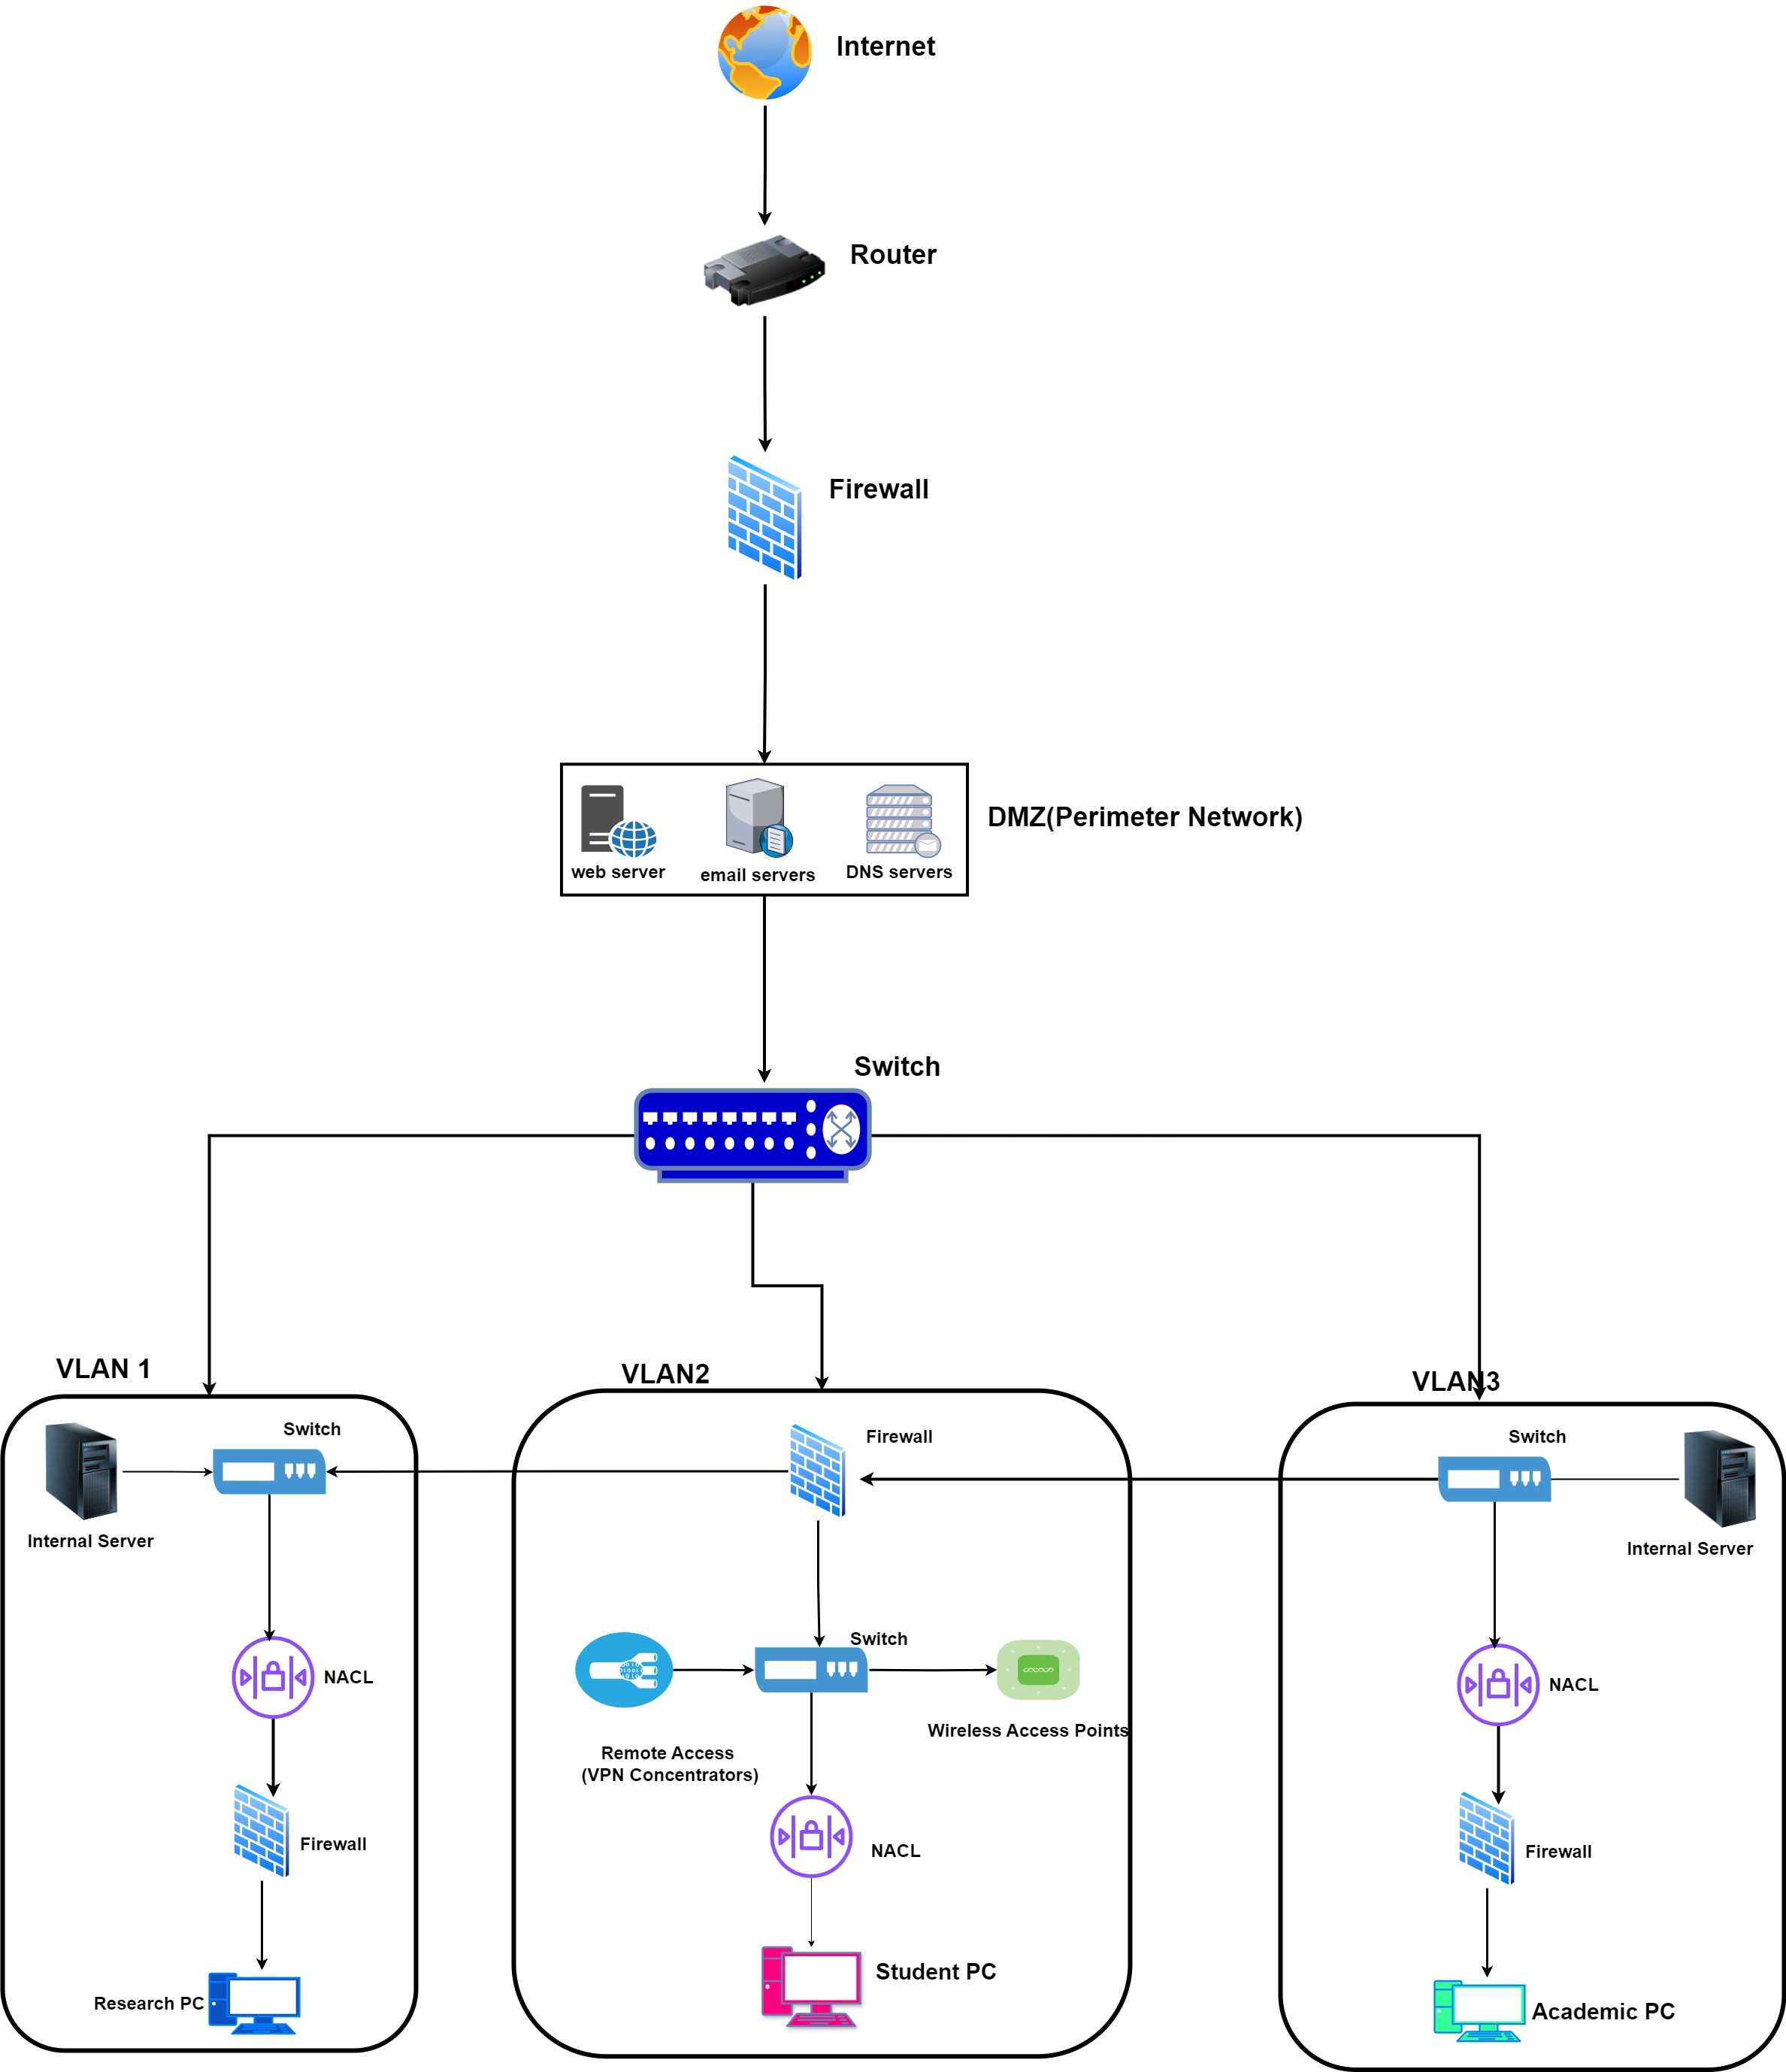 Internet
Router
Firewall
DMZ(Perimeter Network)
web server
email servers
DNS servers
Switch
VLAN 1
VLAN2
VLAN3
Switch
Internal Server
NACL
Firewall
Research PC
Firewall
Switch
Remote Access
(VPN Concentrators)
Wireless Access Points
NACL
Student PC
Switch
Internal Server
NACL
Firewall
Academic PC